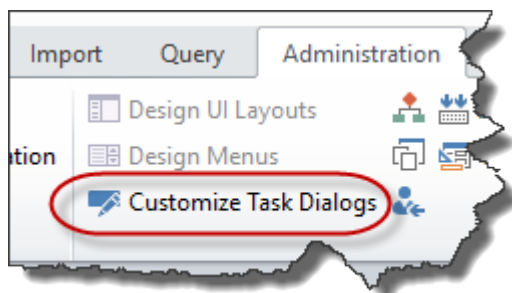 Import Query Administration
Design UI Layouts
ation Design Menus
Customize Task Dialogs